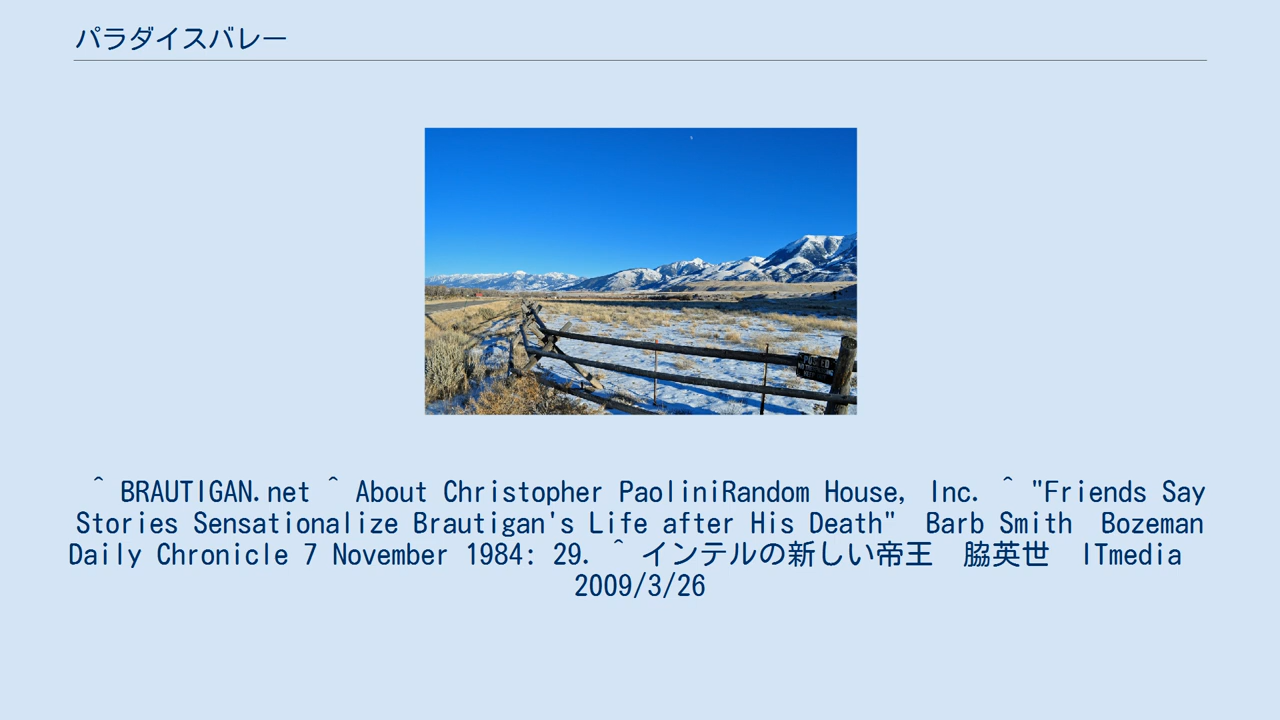 パラダイスバレー
POSTED
^ BRAUTIGAN.net ^ About Christopher PaoliniRandom House, Inc. ^ "Friends Say
Stories Sensationalize Brautigan's Life after His Death"　Barb Smith　Bozeman
Daily Chronicle 7 November 1984: 29. ^ インテルの新しい帝王　脇英世　ITmedia
2009/3/26